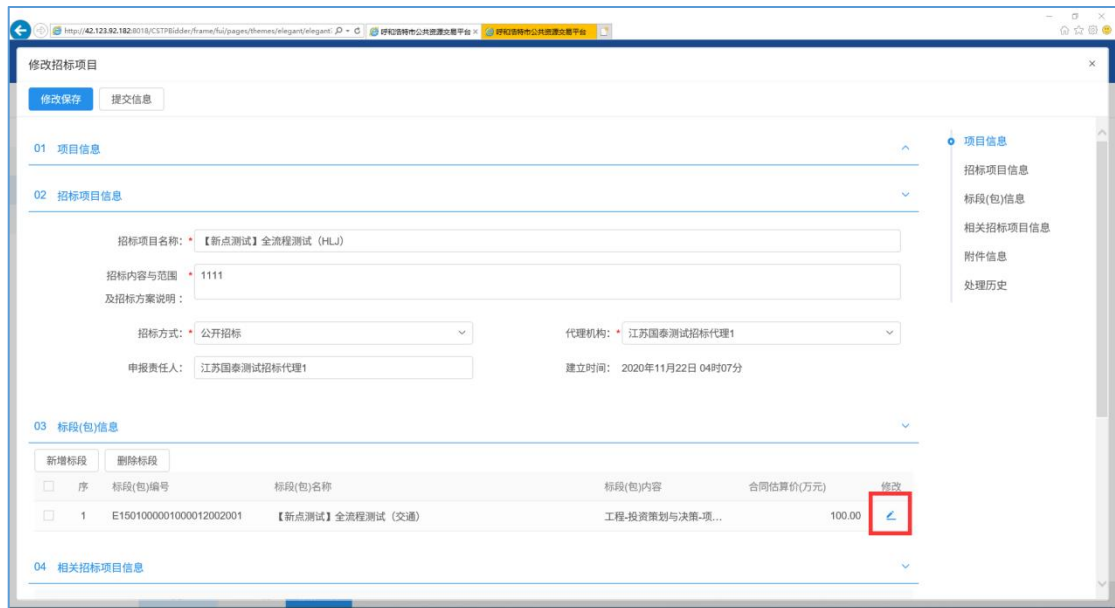 http://42.123.92.182:8018/CSTPBidder/frame/fui/pages/themes/elegant/elegant.
呼和浩特市公共资源交易平台 ×
呼和浩特市公共资源交易平台
修改招标项目
×
修改保存 提交信息
01 项目信息
02 招标项目信息
招标项目名称: * 【新点测试】全流程测试（HLJ）
招标内容与范围 * 1111
及招标方案说明：
招标方式: * 公开招标 代理机构: * 江苏国泰测试招标代理1
申报责任人: 江苏国泰测试招标代理1 建立时间: 2020年11月22日 04时07分
03 标段(包)信息
新增标段 删除标段
序 标段(包)编号 标段(包)名称 标段(包)内容 合同估算价(万元) 修改
1 E1501000001000012002001 【新点测试】全流程测试（交通） 工程-投资策划与决策-项... 100.00
04 相关招标项目信息
项目信息
招标项目信息
标段(包)信息
相关招标项目信息
附件信息
处理历史